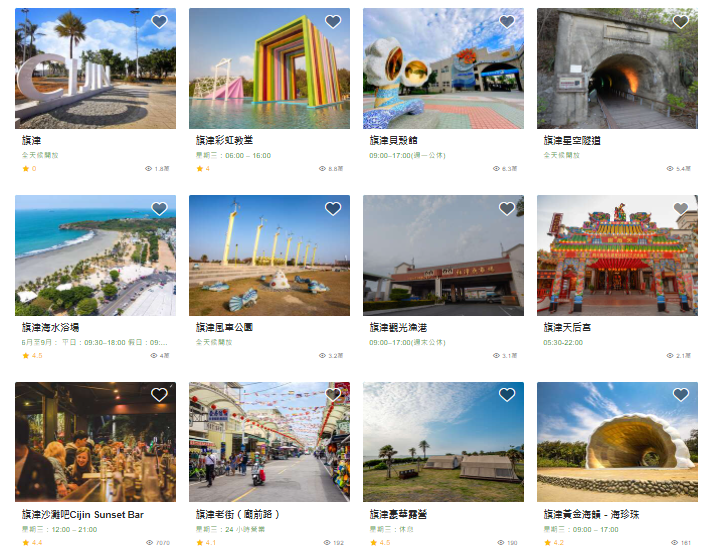 旗津
全天候開放
0
1.8萬
旗津彩虹教堂
星期三：06:00 – 16:00
4
8.8萬
旗津貝殼館
09:00–17:00(週一公休)
6.3萬
旗津星空隧道
全天候開放
5.4萬
旗津海水浴場
6月至9月： 平日：09:30–18:00 假日：09:...
4.5
4萬
旗津風車公園
全天候開放
3.2萬
旗津觀光漁港
09:00–17:00(週末公休)
3.1萬
旗津天后宮
05:30-22:00
2.1萬
旗津沙灘吧Cijin Sunset Bar
星期三：12:00 – 21:00
4.4
7070
旗津老街（廟前路）
星期三：24 小時營業
4.1
192
旗津豪華露營
星期三：休息
4.5
190
旗津黃金海韻 - 海珍珠
星期三：09:00 – 17:00
4.2
161